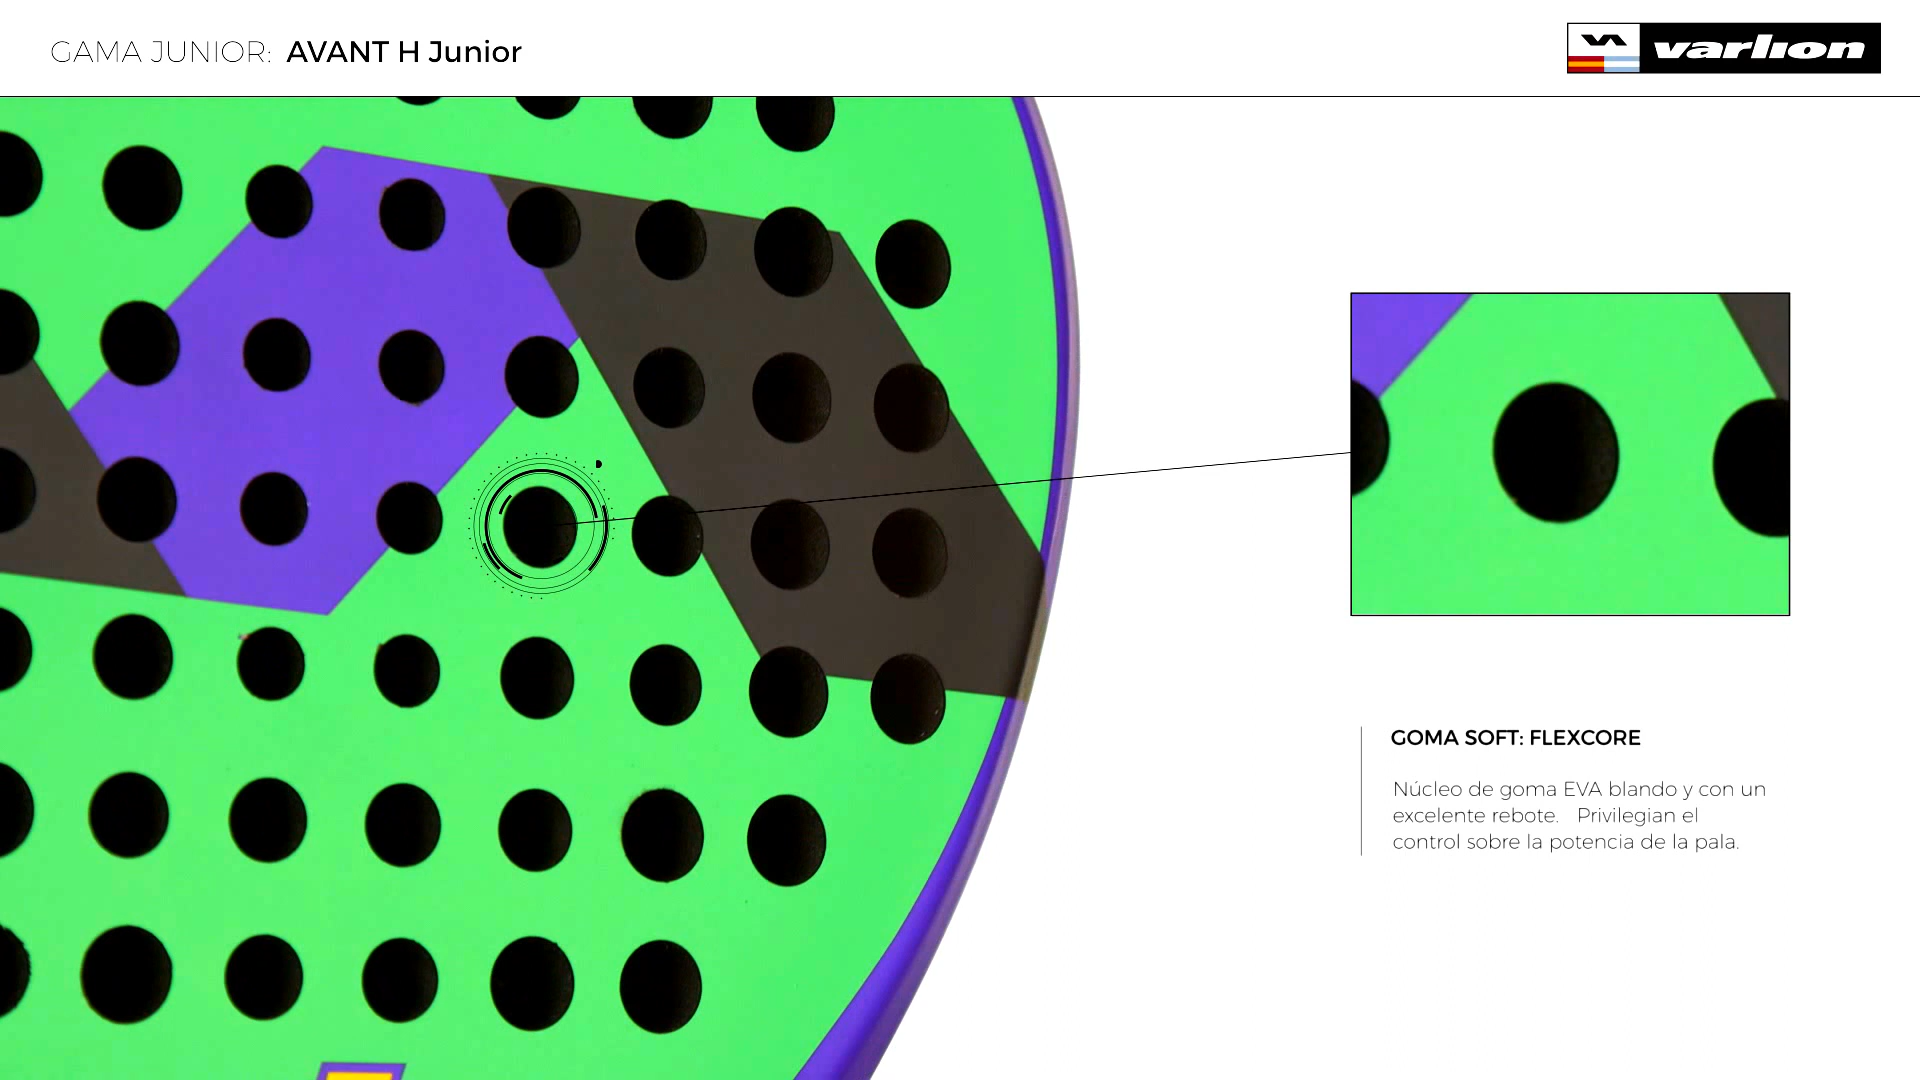 GAMA JUNIOR: AVANT H Junior
varlion
GOMA SOFT: FLEXCORE
Núcleo de goma EVA blando y con un
excelente rebote. Privilegian el
control sobre la potencia de la pala.